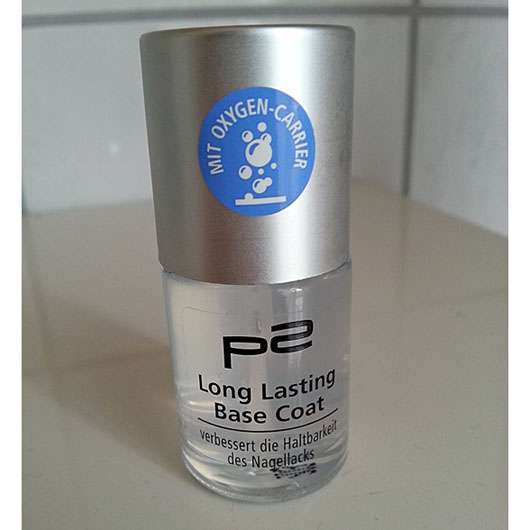 MIT OXYGEN-CARRIER
p2
Long Lasting
Base Coat
verbessert die Haltbarkeit
des Nagellacks